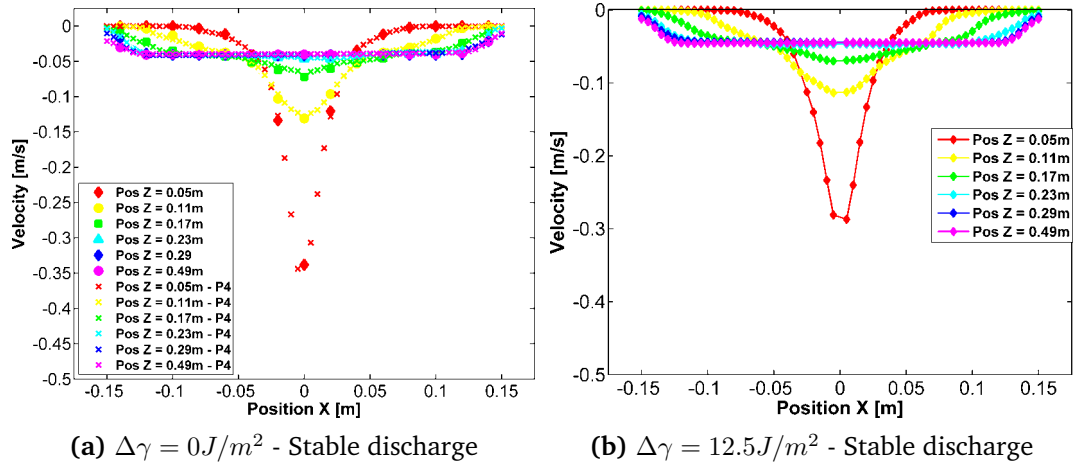 0
-0.05
-0.1
-0.15
-0.2
-0.25
-0.3
-0.35
-0.4
-0.45
-0.5
Velocity [m/s]
-0.15 -0.1 -0.05 0 0.05 0.1 0.15
Position X [m]
Pos Z = 0.05m
Pos Z = 0.11m
Pos Z = 0.17m
Pos Z = 0.23m
Pos Z = 0.29
Pos Z = 0.49m
Pos Z = 0.05m - P4
Pos Z = 0.11m - P4
Pos Z = 0.17m - P4
Pos Z = 0.23m - P4
Pos Z = 0.29m - P4
Pos Z = 0.49m - P4
(a) Δγ = 0J/m² - Stable discharge
0
-0.1
-0.2
-0.3
-0.4
-0.5
Velocity [m/s]
-0.15 -0.1 -0.05 0 0.05 0.1 0.15
Position X [m]
Pos Z = 0.05m
Pos Z = 0.11m
Pos Z = 0.17m
Pos Z = 0.23m
Pos Z = 0.29m
Pos Z = 0.49m
(b) Δγ = 12.5J/m² - Stable discharge